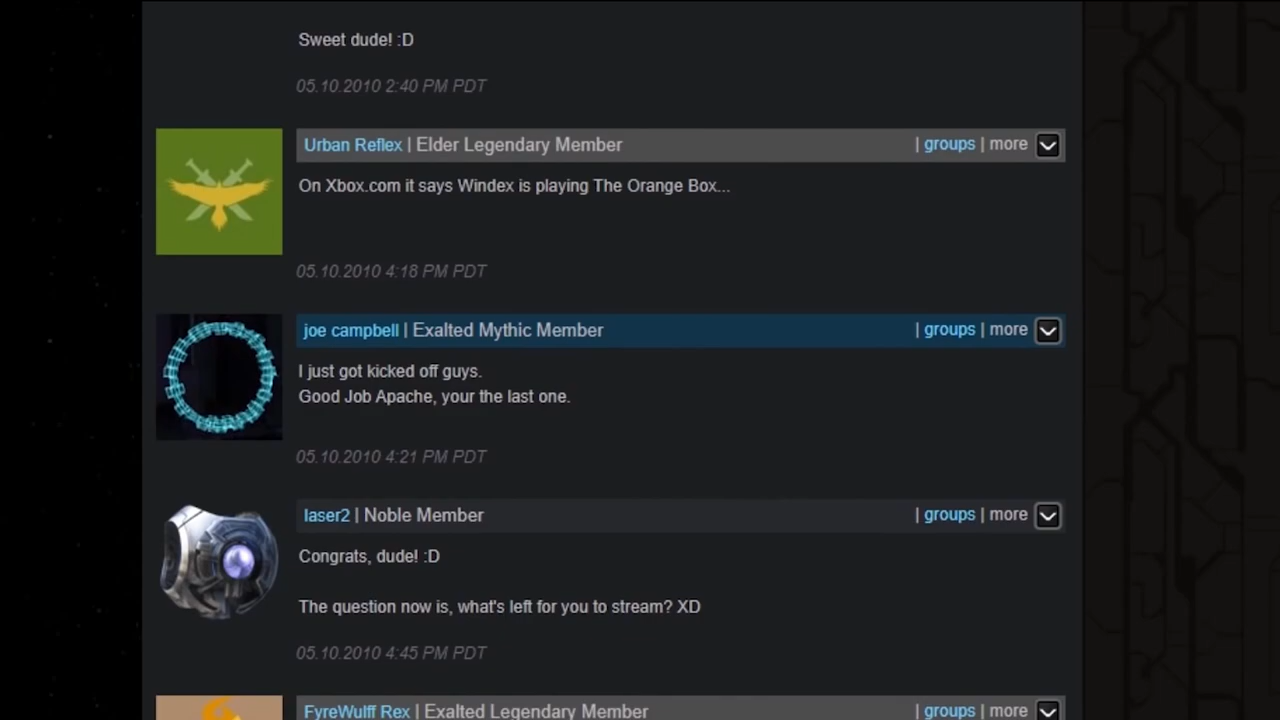 Sweet dude! :D
05.10.2010 2:40 PM PDT
Urban Reflex | Elder Legendary Member | groups | more
On Xbox.com it says Windex is playing The Orange Box...
05.10.2010 4:18 PM PDT
joe campbell | Exalted Mythic Member | groups | more
I just got kicked off guys.
Good Job Apache, your the last one.
05.10.2010 4:21 PM PDT
laser2 | Noble Member | groups | more
Congrats, dude! :D
The question now is, what's left for you to stream? XD
05.10.2010 4:45 PM PDT
FyreWulff Rex | Exalted Legendary Member | groups | more